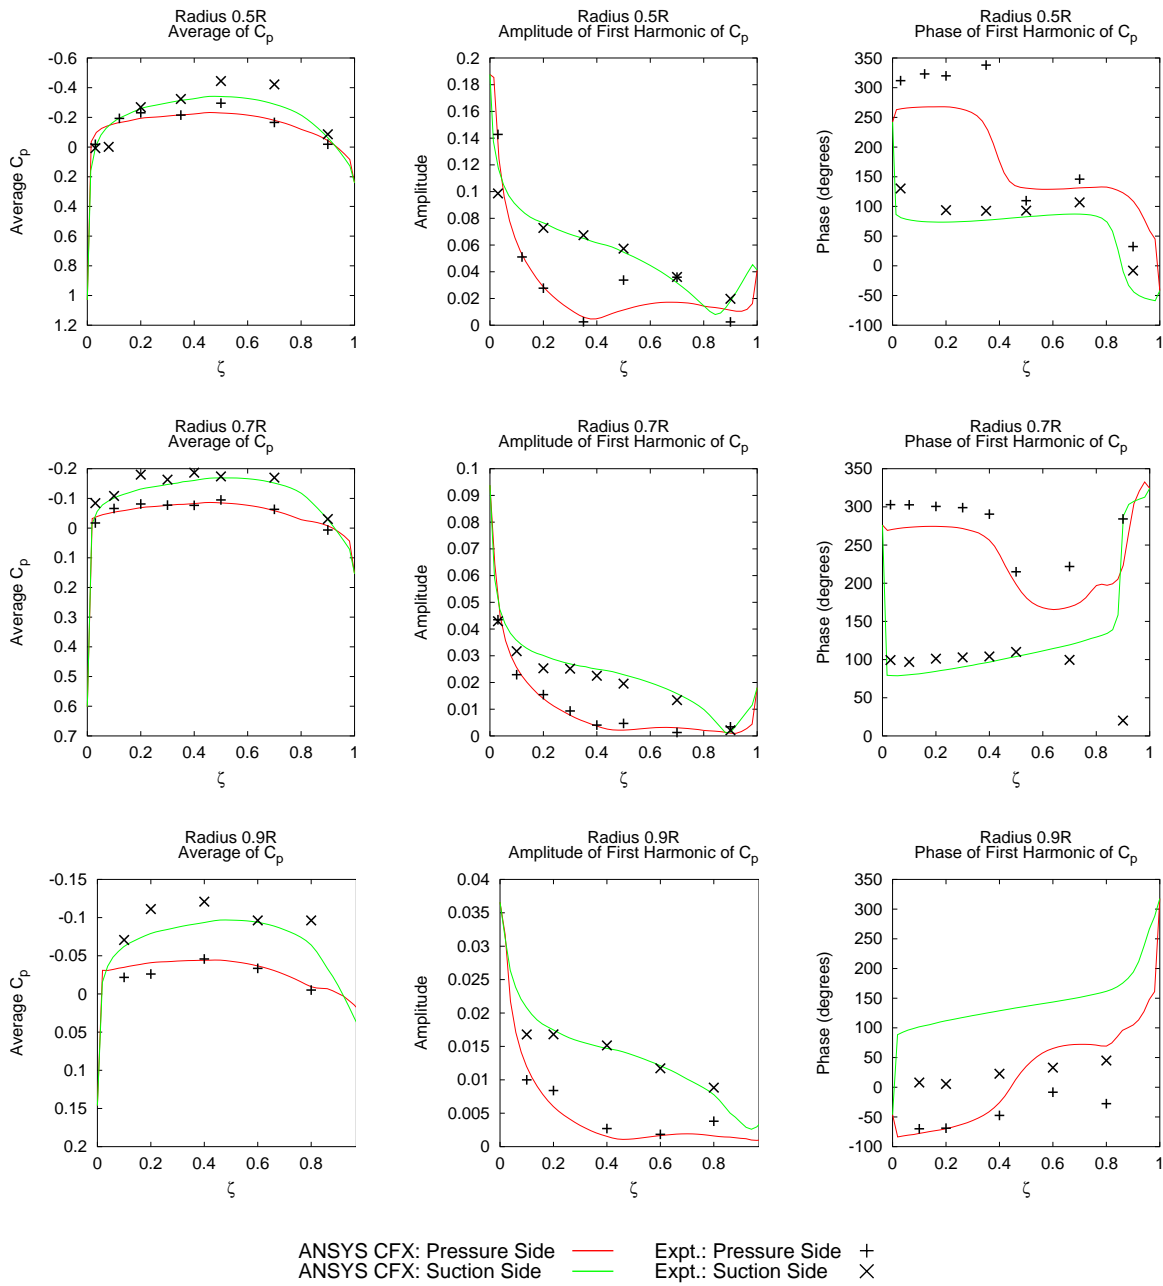 Radius 0.5R
Average of Cp
-0.6
-0.4
-0.2
0
0.2
0.4
0.6
0.8
1
1.2
Average Cp
0 0.2 0.4 0.6 0.8 1
ζ
Radius 0.5R
Amplitude of First Harmonic of Cp
0.2
0.18
0.16
0.14
0.12
0.1
0.08
0.06
0.04
0.02
0
Amplitude
0 0.2 0.4 0.6 0.8 1
ζ
Radius 0.5R
Phase of First Harmonic of Cp
350
300
250
200
150
100
50
0
-50
-100
Phase (degrees)
0 0.2 0.4 0.6 0.8 1
ζ
Radius 0.7R
Average of Cp
-0.2
-0.1
0
0.1
0.2
0.3
0.4
0.5
0.6
0.7
Average Cp
0 0.2 0.4 0.6 0.8 1
ζ
Radius 0.7R
Amplitude of First Harmonic of Cp
0.1
0.09
0.08
0.07
0.06
0.05
0.04
0.03
0.02
0.01
0
Amplitude
0 0.2 0.4 0.6 0.8 1
ζ
Radius 0.7R
Phase of First Harmonic of Cp
350
300
250
200
150
100
50
0
Phase (degrees)
0 0.2 0.4 0.6 0.8 1
ζ
Radius 0.9R
Average of Cp
-0.15
-0.1
-0.05
0
0.05
0.1
0.15
0.2
Average Cp
0 0.2 0.4 0.6 0.8
ζ
Radius 0.9R
Amplitude of First Harmonic of Cp
0.04
0.035
0.03
0.025
0.02
0.015
0.01
0.005
0
Amplitude
0 0.2 0.4 0.6 0.8
ζ
Radius 0.9R
Phase of First Harmonic of Cp
350
300
250
200
150
100
50
0
-50
-100
Phase (degrees)
0 0.2 0.4 0.6 0.8 1
ζ
ANSYS CFX: Pressure Side
ANSYS CFX: Suction Side
Expt.: Pressure Side
Expt.: Suction Side